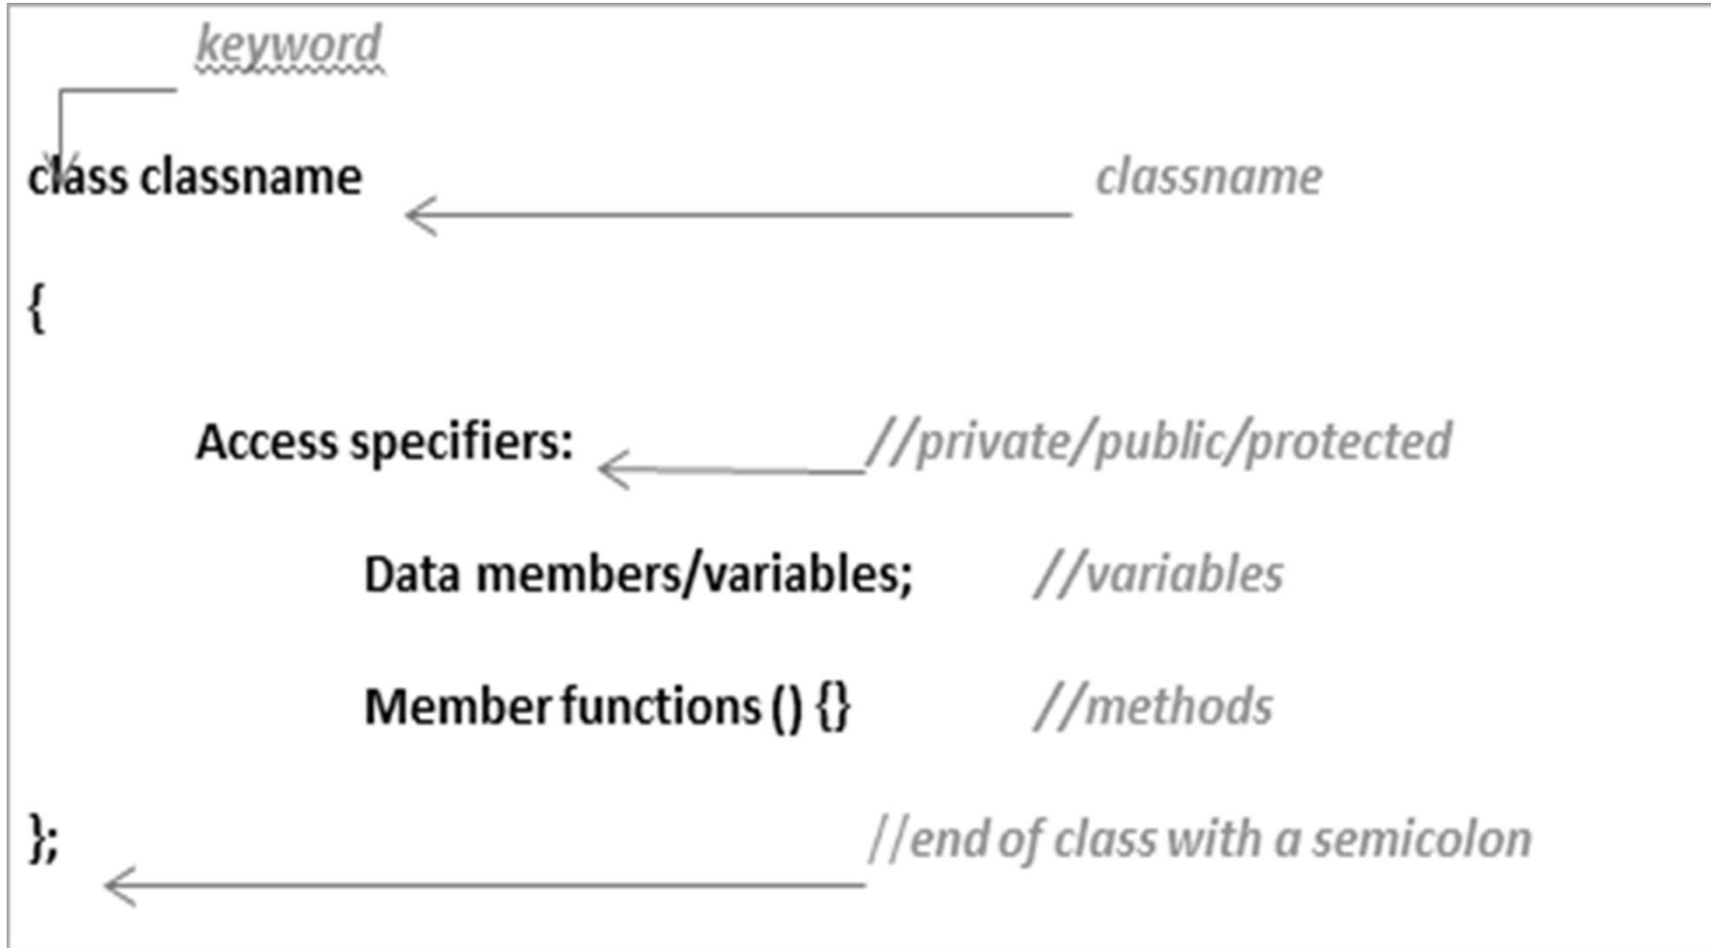 keyword
class classname classname
{
Access specifiers: //private/public/protected
Data members/variables; //variables
Member functions () {} //methods
}; //end of class with a semicolon